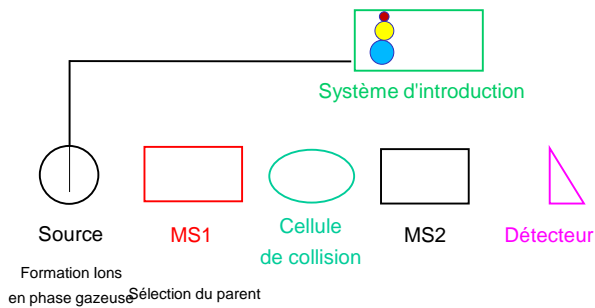 Système d'introduction
Source
MS1
Cellule
de collision
MS2
Détecteur
Formation Ions
en phase gazeuse
Sélection du parent